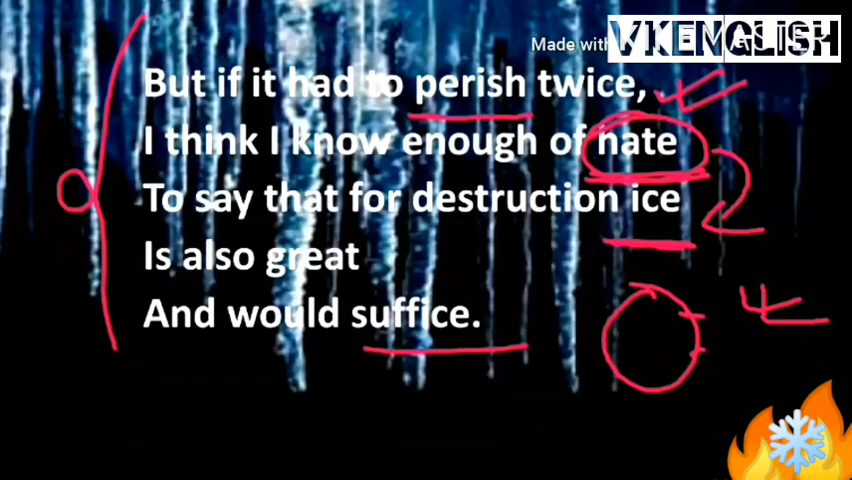 VKENGLISH
Made with KINEMASTER
But if it had to perish twice,
I think I know enough of hate
To say that for destruction ice
Is also great
And would suffice.